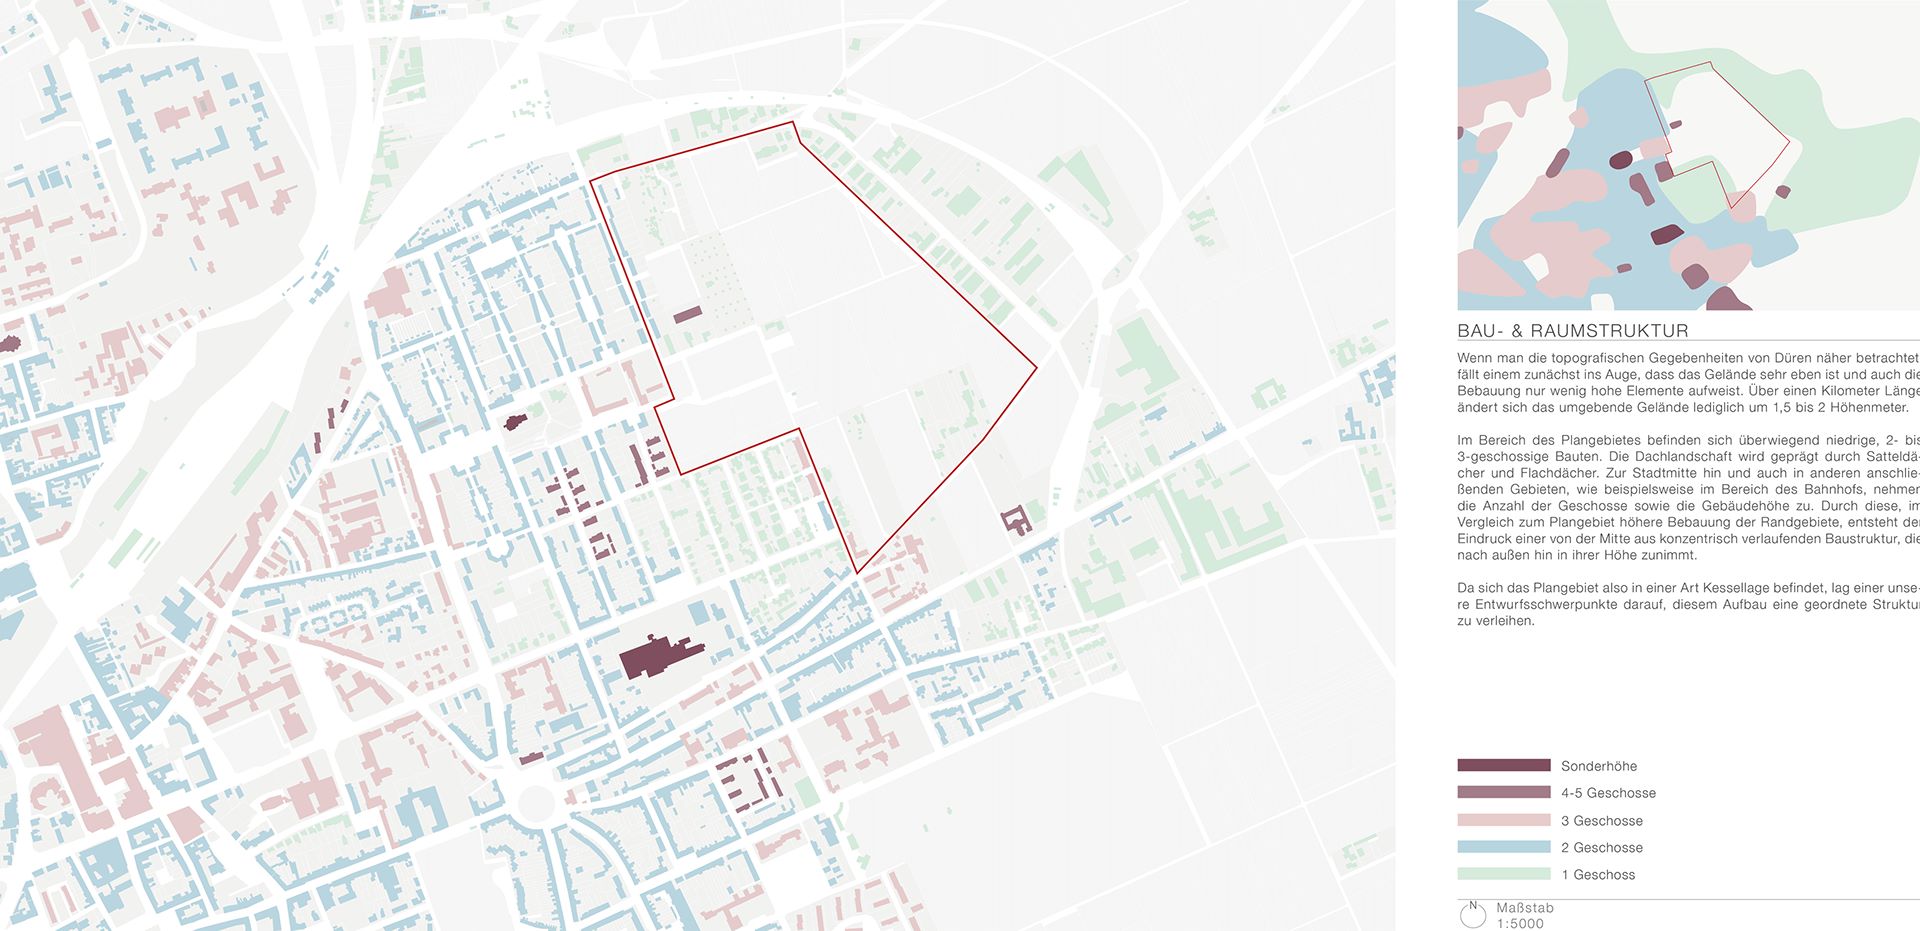 BAU- & RAUMSTRUKTUR
Wenn man die topografischen Gegebenheiten von Düren näher betrachtet
fällt einem zunächst ins Auge, dass das Gelände sehr eben ist und auch die
Bebauung nur wenig hohe Elemente aufweist. Über einen Kilometer Länge
ändert sich das umgebende Gelände lediglich um 1,5 bis 2 Höhenmeter.
Im Bereich des Plangebietes befinden sich überwiegend niedrige, 2- bis
3-geschossige Bauten. Die Dachlandschaft wird geprägt durch Satteldä-
cher und Flachdächer. Zur Stadtmitte hin und auch in anderen anschlie-
ßenden Gebieten, wie beispielsweise im Bereich des Bahnhofs, nehmen
die Anzahl der Geschosse sowie die Gebäudehöhe zu. Durch diese, im
Vergleich zum Plangebiet höhere Bebauung der Randgebiete, entsteht der
Eindruck einer von der Mitte aus konzentrisch verlaufenden Baustruktur, die
nach außen hin in ihrer Höhe zunimmt.
Da sich das Plangebiet also in einer Art Kessellage befindet, lag einer unse-
re Entwurfsschwerpunkte darauf, diesem Aufbau eine geordnete Struktur
zu verleihen.
Sonderhöhe
4-5 Geschosse
3 Geschosse
2 Geschosse
1 Geschoss
N
Maßstab
1:5000